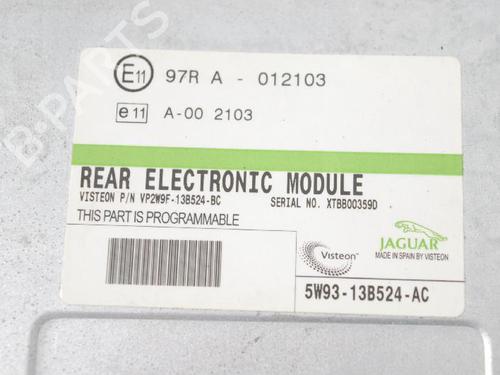 B-PARTS
E11 97R A - 012103
e 11 A-00 2103
REAR ELECTRONIC MODULE
VISTEON P/N VP2W9F-13B524-BC SERIAL NO. XTBB00359D
THIS PART IS PROGRAMMABLE
Visteon
JAGUAR
MADE IN SPAIN BY VISTEON
5W93-13B524-AC